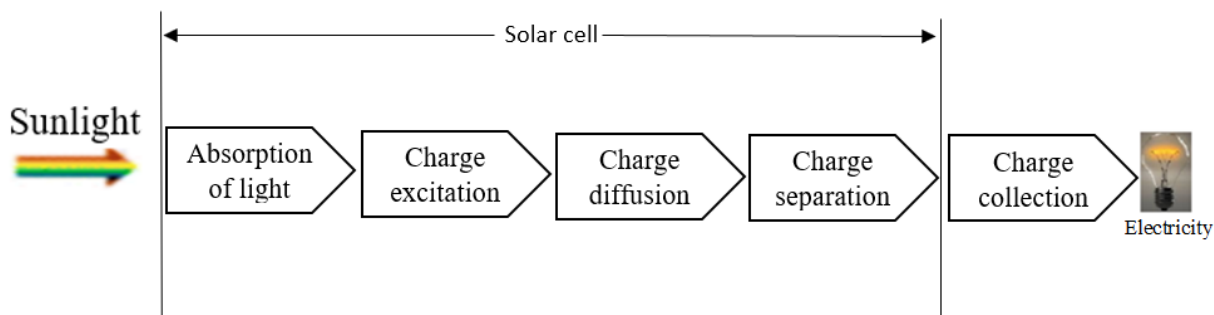 Solar cell
Sunlight
Absorption
of light
Charge
excitation
Charge
diffusion
Charge
separation
Charge
collection
Electricity